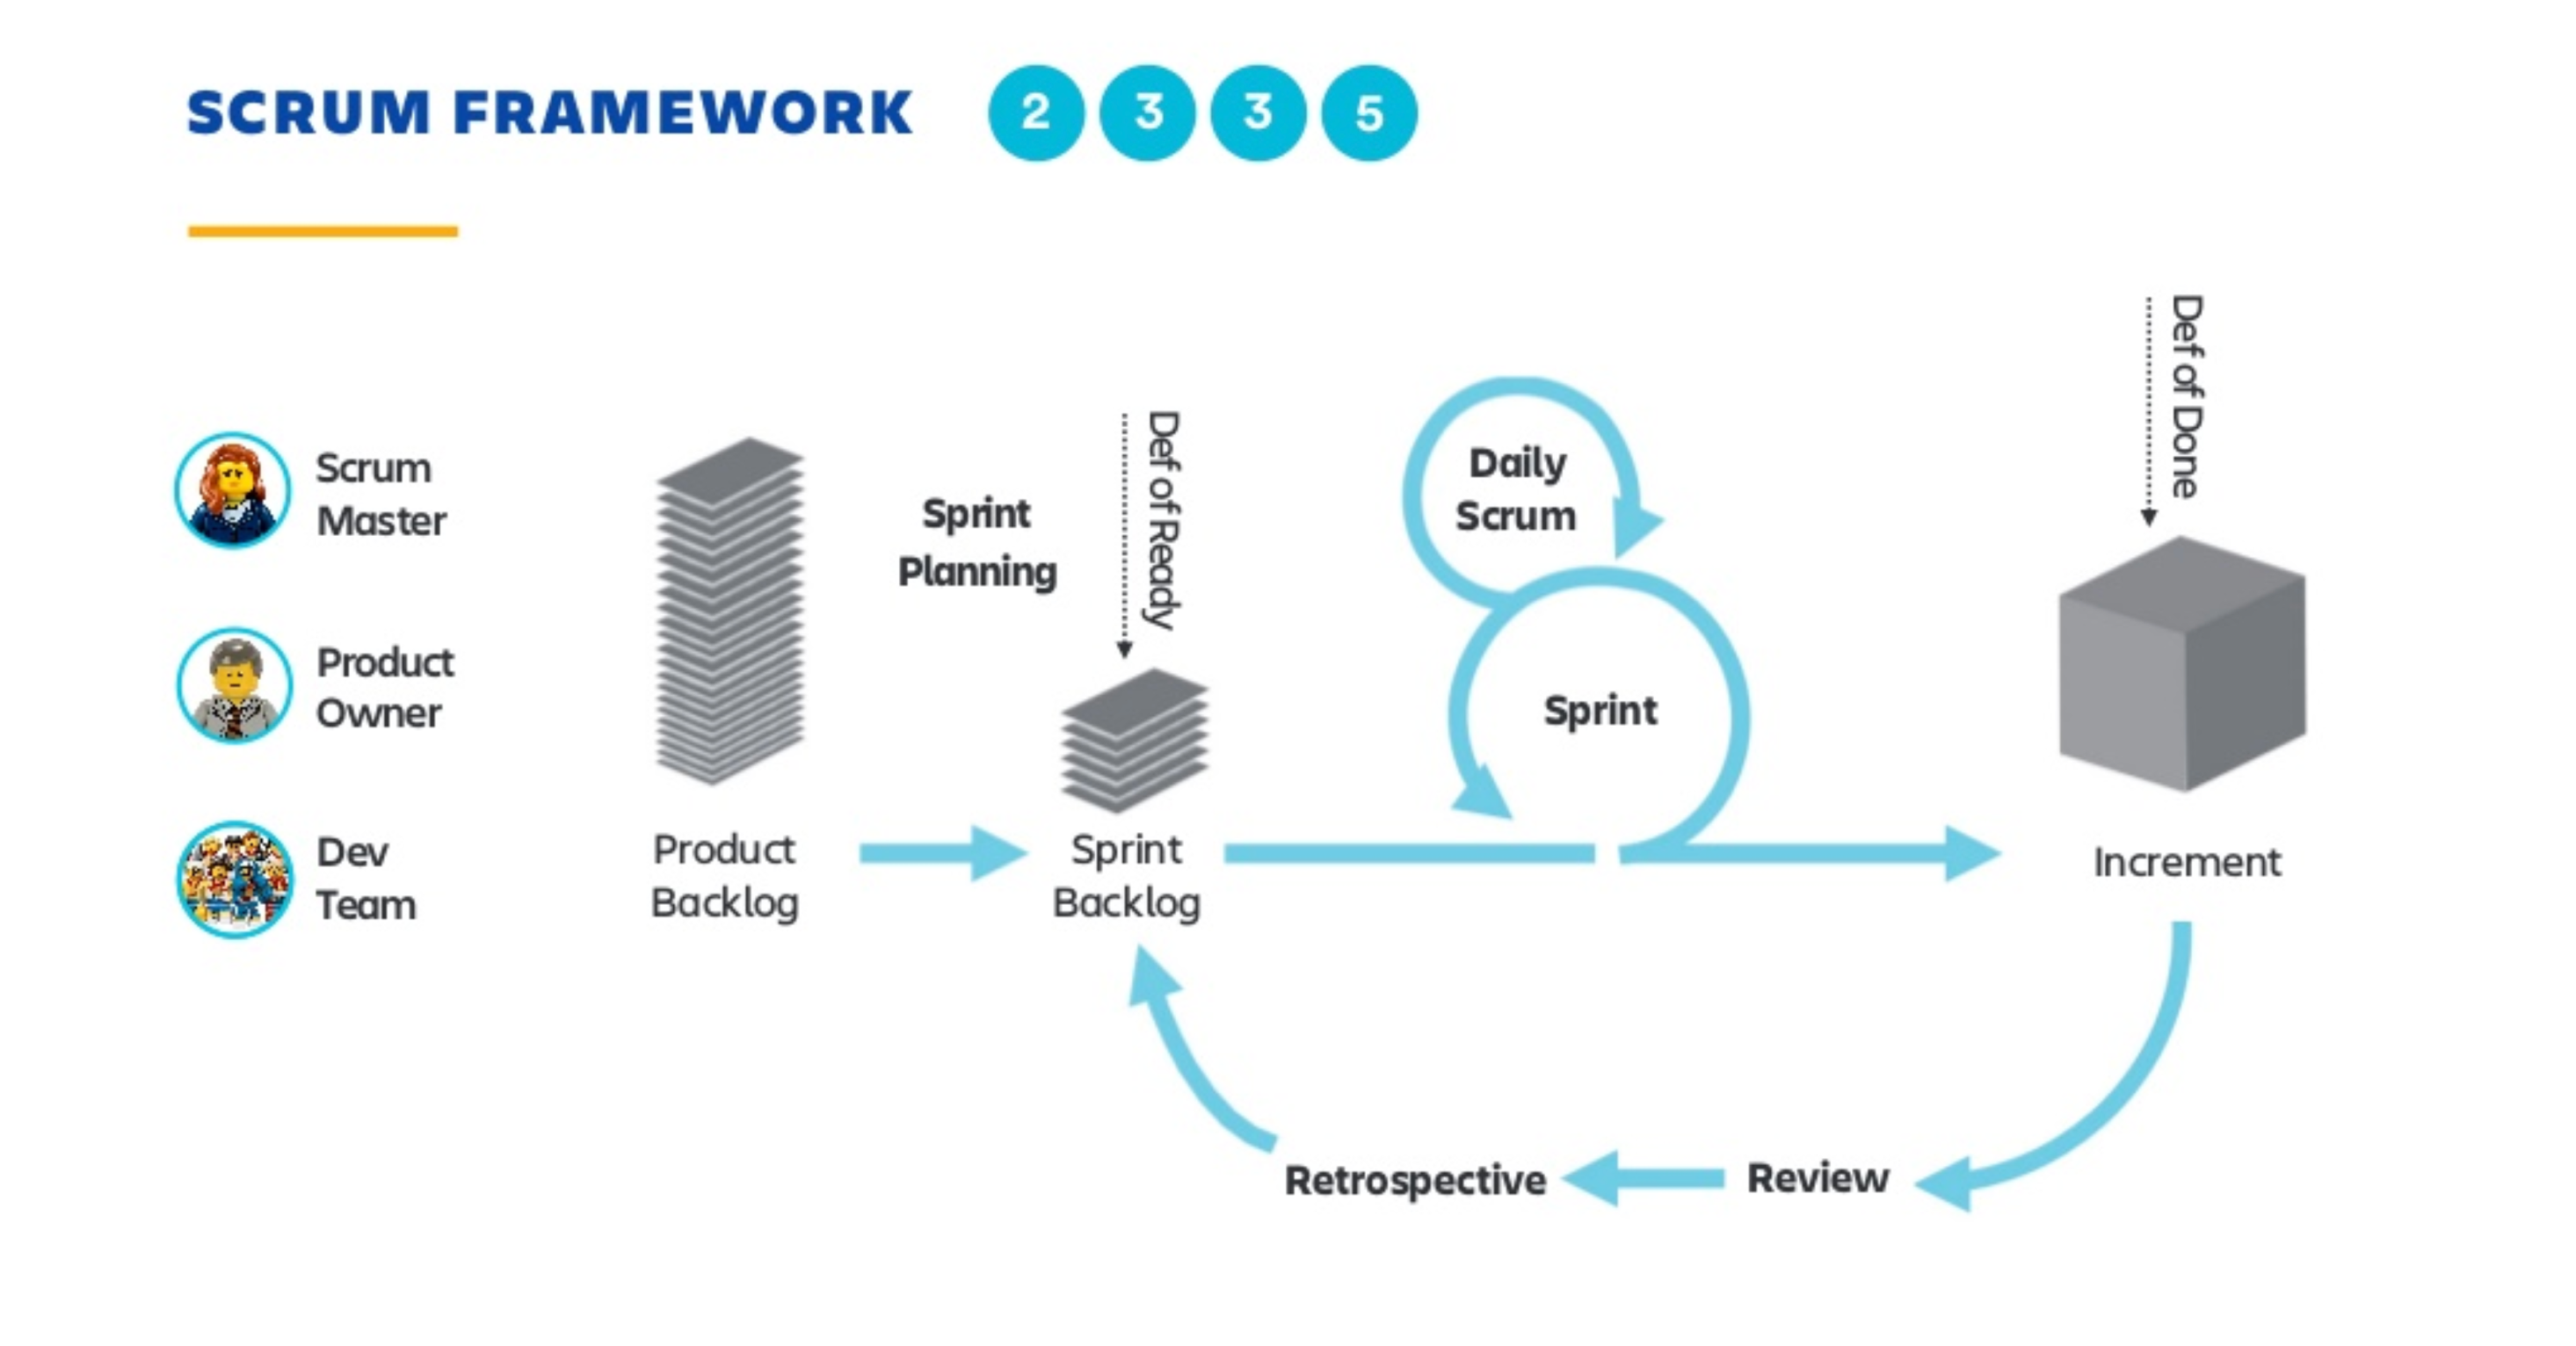 SCRUM FRAMEWORK 2 3 3 5
Scrum
Master
Product
Owner
Dev
Team
Product
Backlog
Sprint
Planning
Def of Ready
Sprint
Backlog
Daily
Scrum
Sprint
Def of Done
Increment
Retrospective
Review